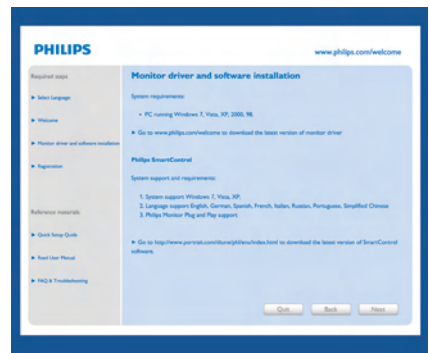 PHILIPS
www.philips.com/welcome
Required steps
Select Language
Welcome
Monitor driver and software installation
Registration
Reference materials
Quick Setup Guide
Read User Manual
FAQ & Troubleshooting
Monitor driver and software installation
System requirements:
• PC running Windows 7, Vista, XP, 2000, 98.
Go to www.philips.com/welcome to download the latest version of monitor driver
Philips SmartControl
System support and requirements:
1. System support Windows 7, Vista, XP.
2. Language support English, German, Spanish, French, Italian, Russian, Portuguese, Simplified Chinese
3. Philips Monitor Plug and Play support
Go to http://www.portrait.com/dtune/phl/enu/index.html to download the latest version of SmartControl
software.
Quit
Back
Next